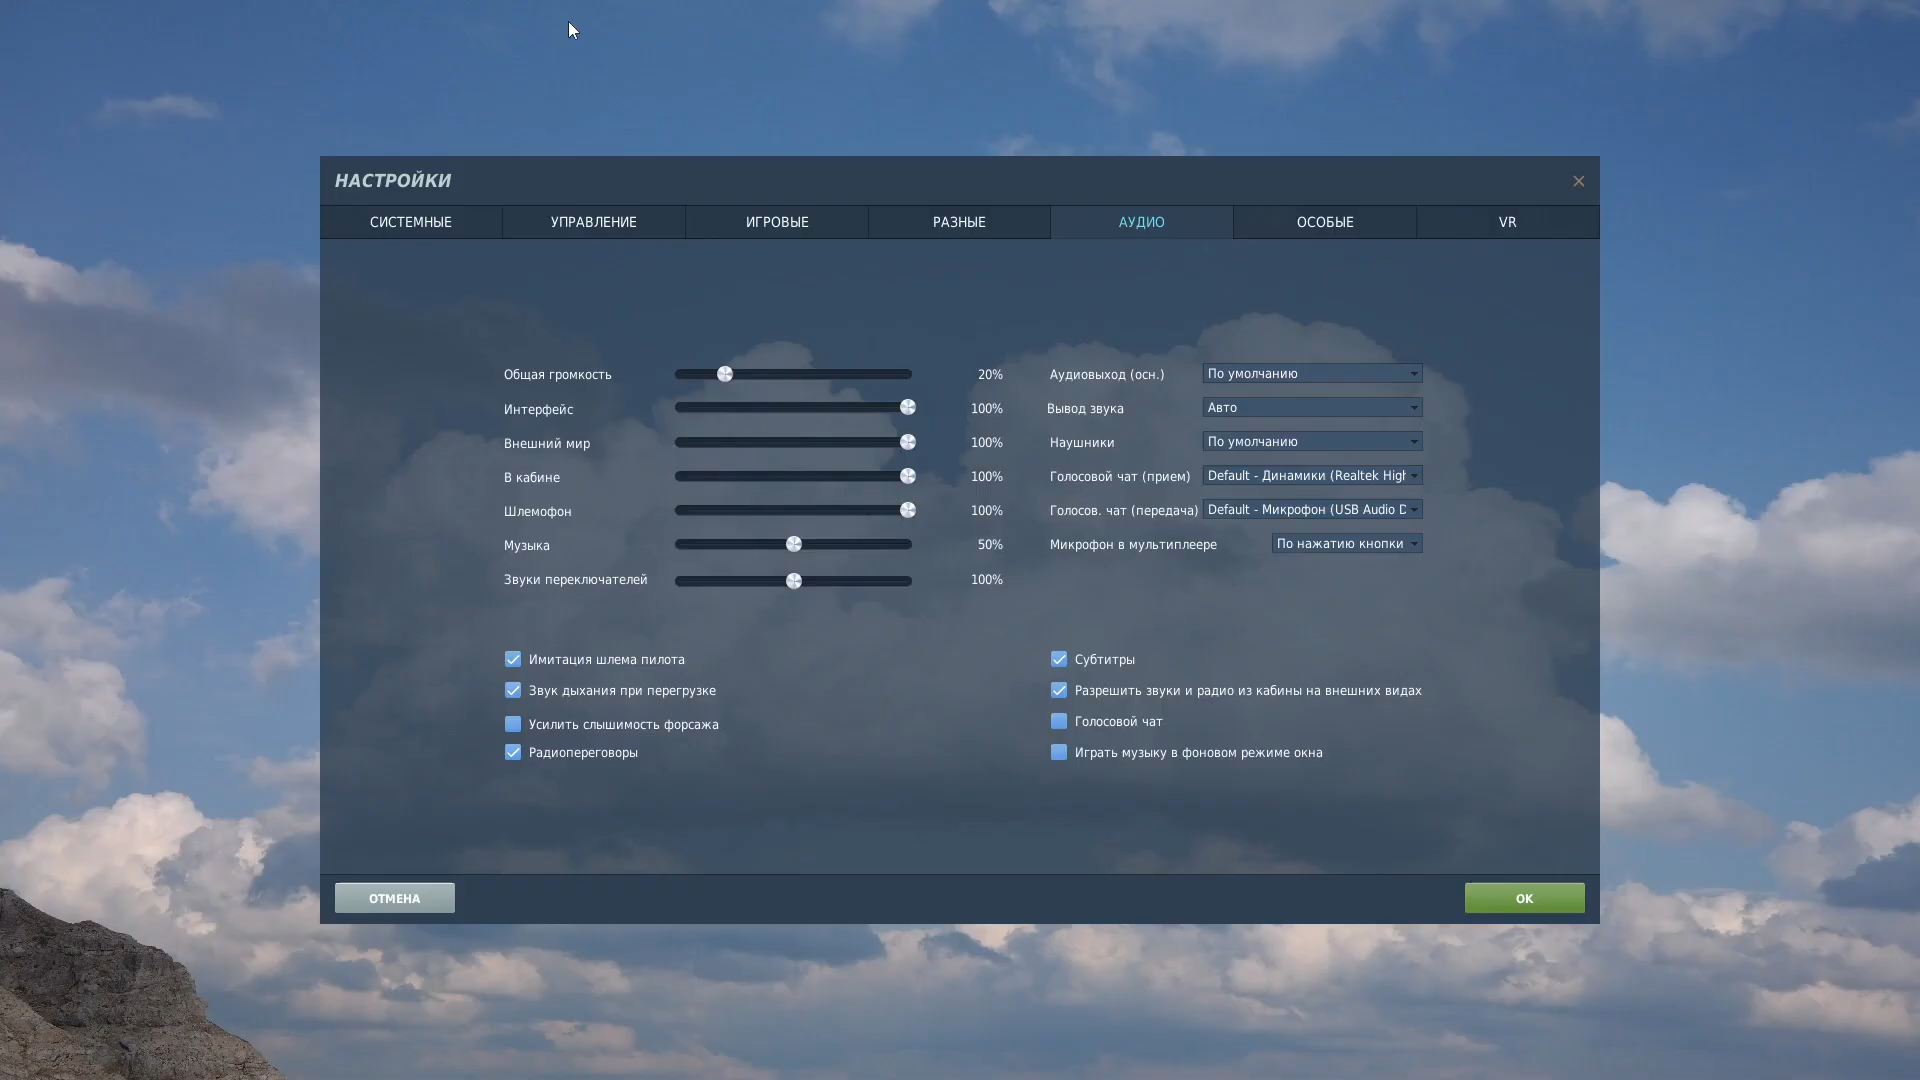 НАСТРОЙКИ
СИСТЕМНЫЕ УПРАВЛЕНИЕ ИГРОВЫЕ РАЗНЫЕ АУДИО ОСОБЫЕ VR
Общая громкость 20% Аудиовыход (осн.) По умолчанию
Интерфейс 100% Вывод звука Авто
Внешний мир 100% Наушники По умолчанию
В кабине 100% Голосовой чат (прием) Default - Динамики (Realtek High
Шлемофон 100% Голосов. чат (передача) Default - Микрофон (USB Audio D
Музыка 50% Микрофон в мультиплеере По нажатию кнопки
Звуки переключателей 100%
Имитация шлема пилота Субтитры
Звук дыхания при перегрузке Разрешить звуки и радио из кабины на внешних видах
Усилить слышимость форсажа Голосовой чат
Радиопереговоры Играть музыку в фоновом режиме окна
ОТМЕНА OK